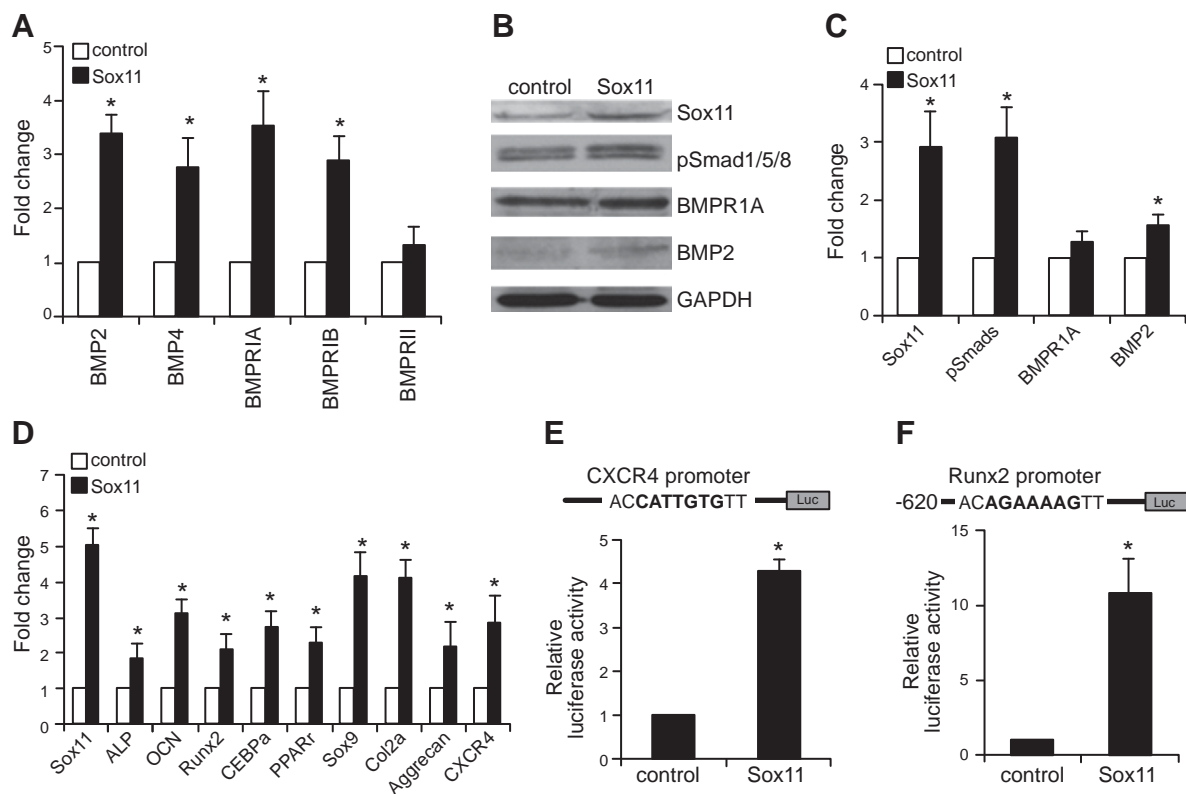 A
control
Sox11
Fold change
5
4
3
2
1
0
*
*
*
*
BMP2
BMP4
BMPRIA
BMPRIB
BMPRII
B
control Sox11
Sox11
pSmad1/5/8
BMPR1A
BMP2
GAPDH
C
control
Sox11
Fold change
4
3
2
1
0
*
*
*
Sox11
pSmads
BMPR1A
BMP2
D
control
Sox11
Fold change
7
6
5
4
3
2
1
0
*
*
*
*
*
*
*
*
*
*
Sox11
ALP
OCN
Runx2
CEBPa
PPARr
Sox9
Col2a
Aggrecan
CXCR4
E
CXCR4 promoter
ACCATTGTGTT Luc
Relative
luciferase activity
5
4
3
2
1
0
*
control Sox11
F
Runx2 promoter
-620 ACAGAAAAGTT Luc
Relative
luciferase activity
15
10
5
0
*
control Sox11